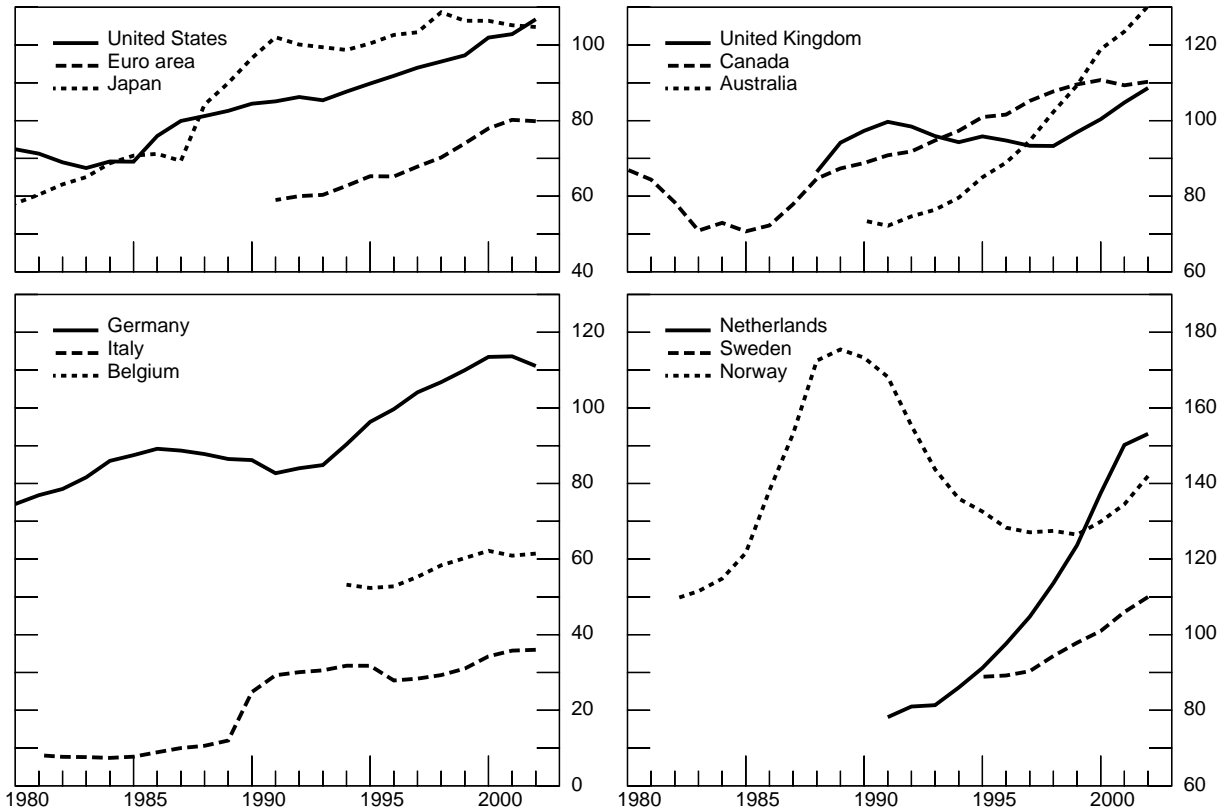 United States
Euro area
Japan
100
80
60
40
United Kingdom
Canada
Australia
120
100
80
60
Germany
Italy
Belgium
120
100
80
60
40
20
0
1980 1985 1990 1995 2000
Netherlands
Sweden
Norway
180
160
140
120
100
80
60
1980 1985 1990 1995 2000